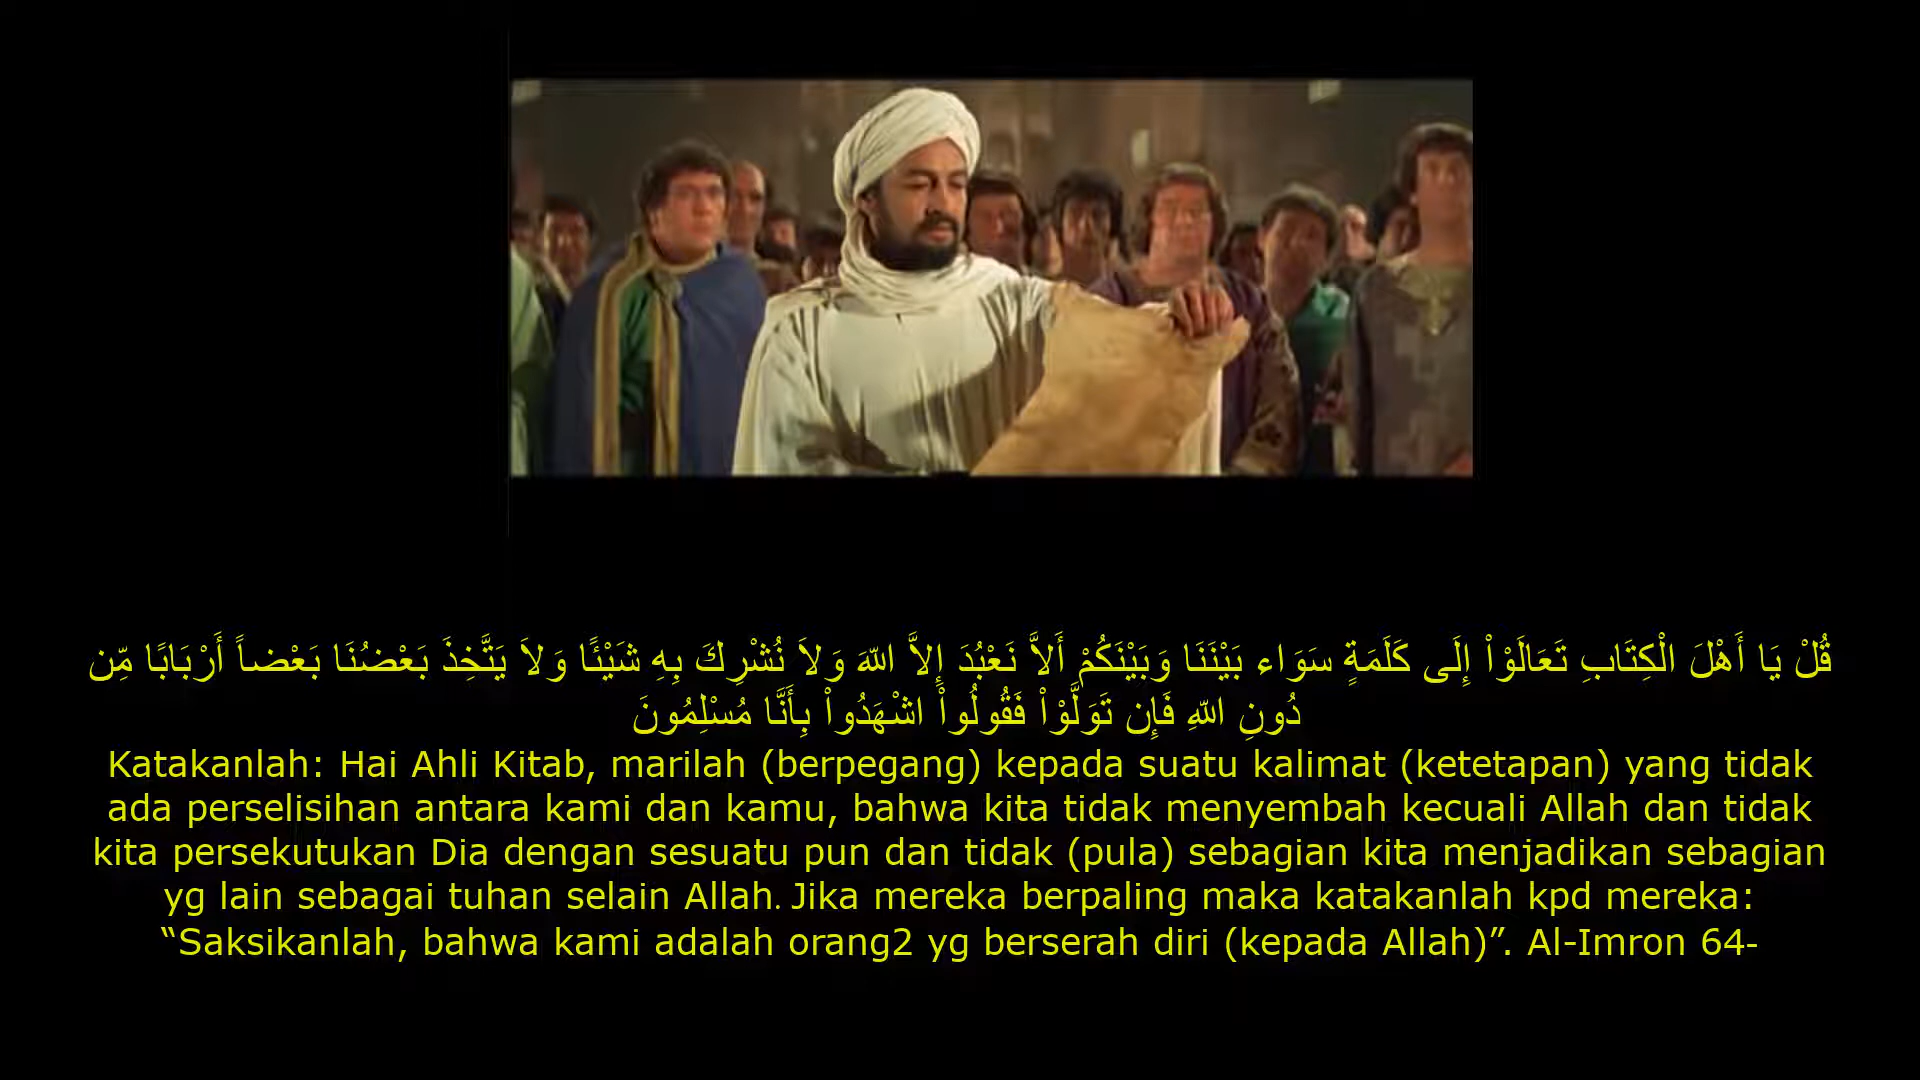 قُلْ يَا أَهْلَ الْكِتَابِ تَعَالَوْاْ إِلَى كَلَمَةٍ سَوَاء بَيْنَنَا وَبَيْنَكُمْ أَلاَّ نَعْبُدَ إِلاَّ اللّهَ وَلاَ نُشْرِكَ بِهِ شَيْئًا وَلاَ يَتَّخِذَ بَعْضُنَا بَعْضاً أَرْبَابًا مِّن
دُونِ اللّهِ فَإِن تَوَلَّوْاْ فَقُولُواْ اشْهَدُواْ بِأَنَّا مُسْلِمُونَ
Katakanlah: Hai Ahli Kitab, marilah (berpegang) kepada suatu kalimat (ketetapan) yang tidak
ada perselisihan antara kami dan kamu, bahwa kita tidak menyembah kecuali Allah dan tidak
kita persekutukan Dia dengan sesuatu pun dan tidak (pula) sebagian kita menjadikan sebagian
yg lain sebagai tuhan selain Allah. Jika mereka berpaling maka katakanlah kpd mereka:
“Saksikanlah, bahwa kami adalah orang2 yg berserah diri (kepada Allah)”. Al-Imron 64-